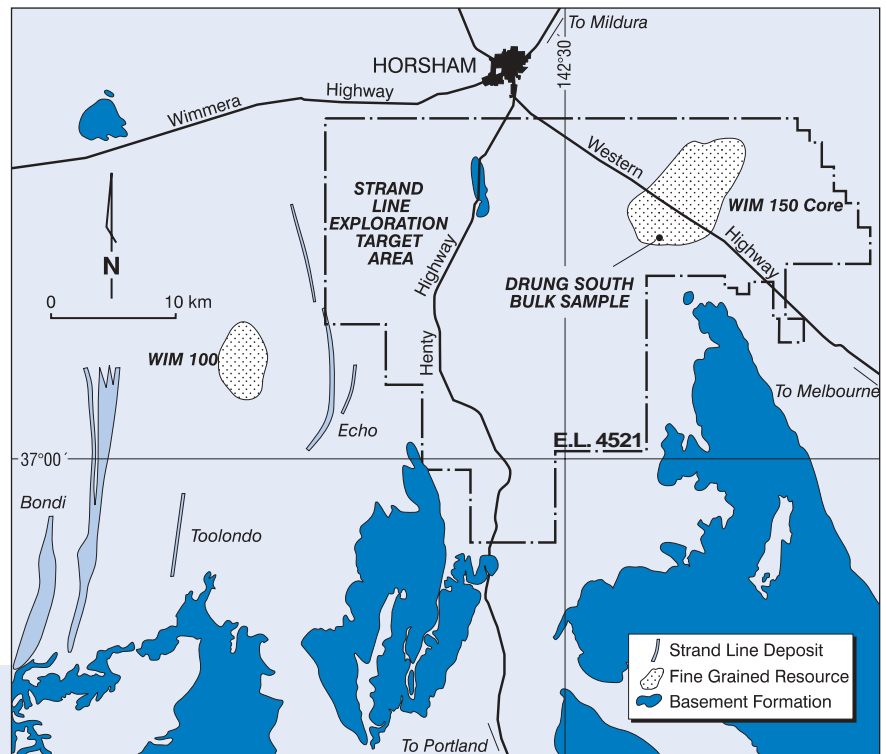 To Mildura
HORSHAM
142°30´
Wimmera Highway
Western Highway
STRAND
LINE
EXPLORATION
TARGET
AREA
WIM 150 Core
N
Henty Highway
0 10 km
DRUNG SOUTH
BULK SAMPLE
WIM 100
To Melbourne
Echo
E.L. 4521
37°00´
Bondi
Toolondo
Strand Line Deposit
Fine Grained Resource
Basement Formation
To Portland